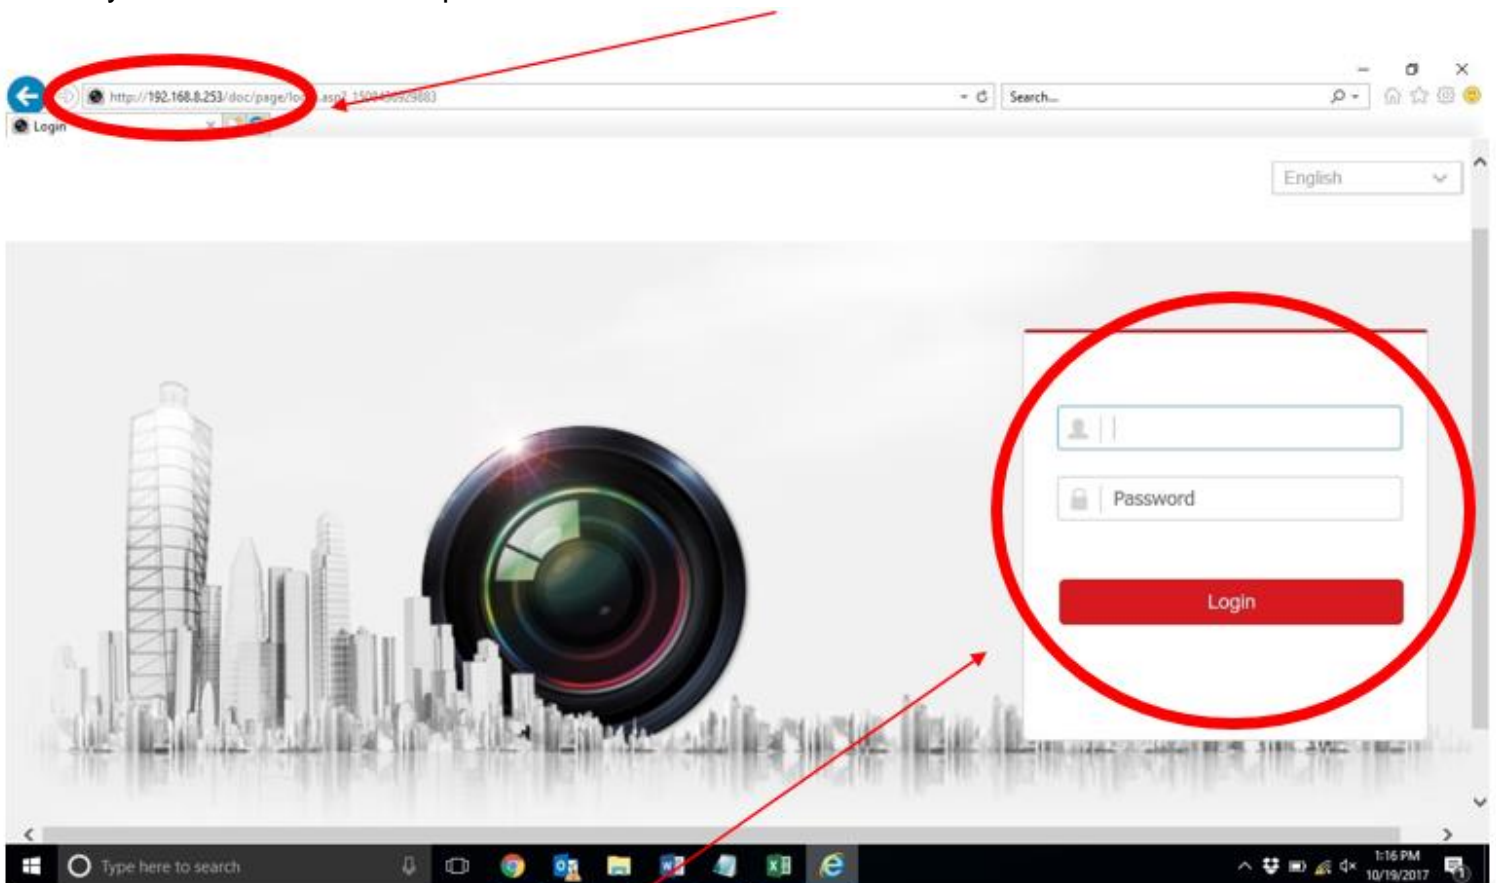 http://192.168.8.253/doc/page/
Search...
Login
English
Password
Login
Type here to search
1:16 PM
10/19/2017